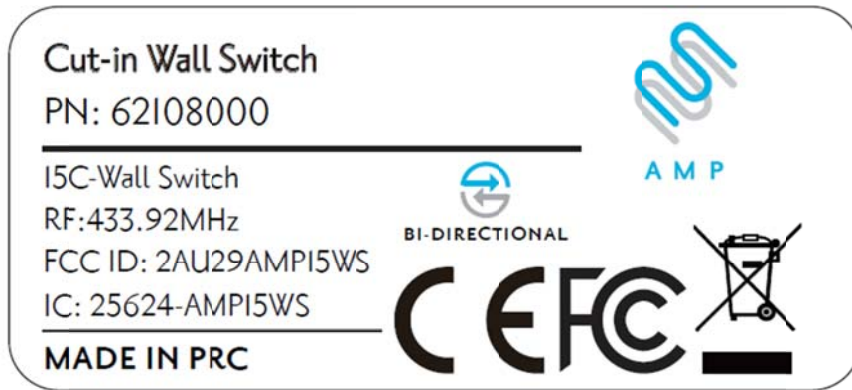 Cut-in Wall Switch
PN: 62108000
AMP
15C-Wall Switch
RF:433.92MHz
FCC ID: 2AU29AMP15WS
IC: 25624-AMP15WS
BI-DIRECTIONAL
CE FC
MADE IN PRC